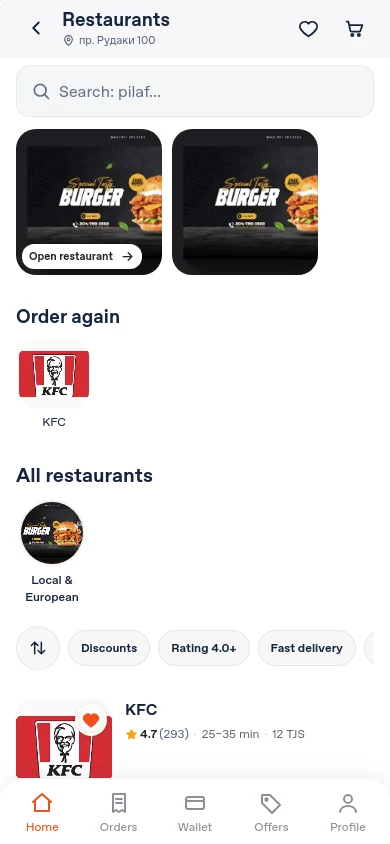 Restaurants
пр. Рудаки 100
Search: pilaf...
Special Tasty
BURGER
Open restaurant
Special Tasty
BURGER
Order again
KFC
KFC
All restaurants
BURGER
Local &
European
Discounts
Rating 4.0+
Fast delivery
KFC
4.7 (293) · 25–35 min · 12 TJS
KFC
Home
Orders
Wallet
Offers
Profile